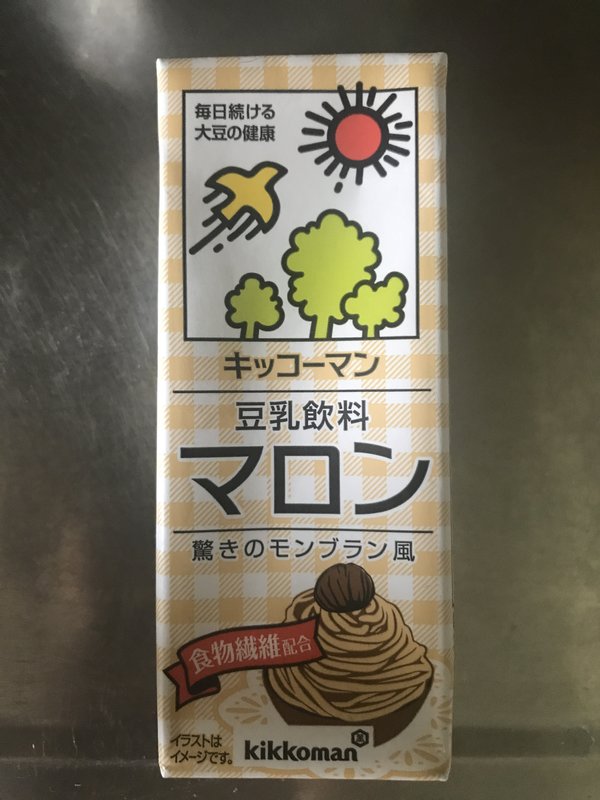 毎日続ける
大豆の健康
キッコーマン
豆乳飲料
マロン
驚きのモンブラン風
食物繊維配合
イラストは
イメージです。
kikkoman